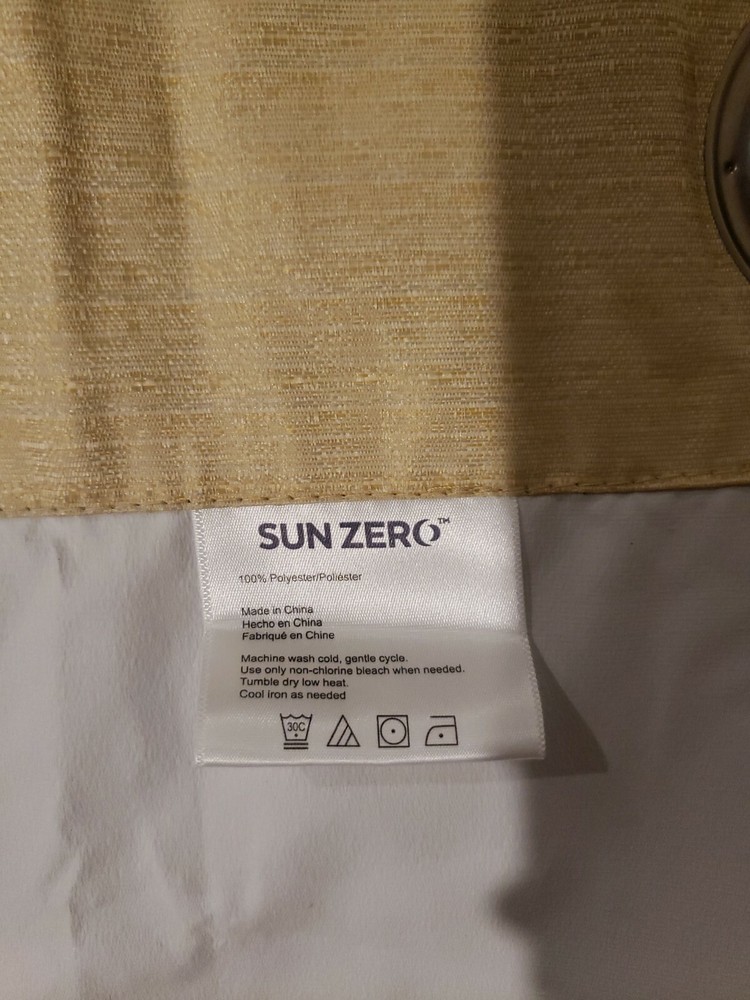 SUN ZERO™
100% Polyester/Poliéster
Made in China
Hecho en China
Fabriqué en Chine
Machine wash cold, gentle cycle.
Use only non-chlorine bleach when needed.
Tumble dry low heat.
Cool iron as needed
30C